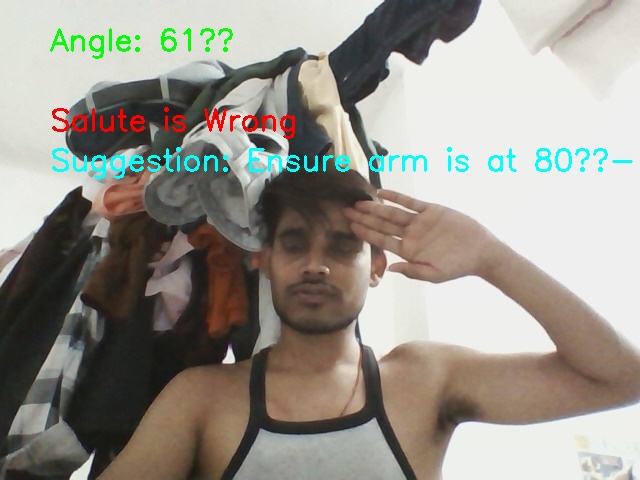 Angle: 61??
Salute is Wrong
Suggestion: Ensure arm is at 80??-